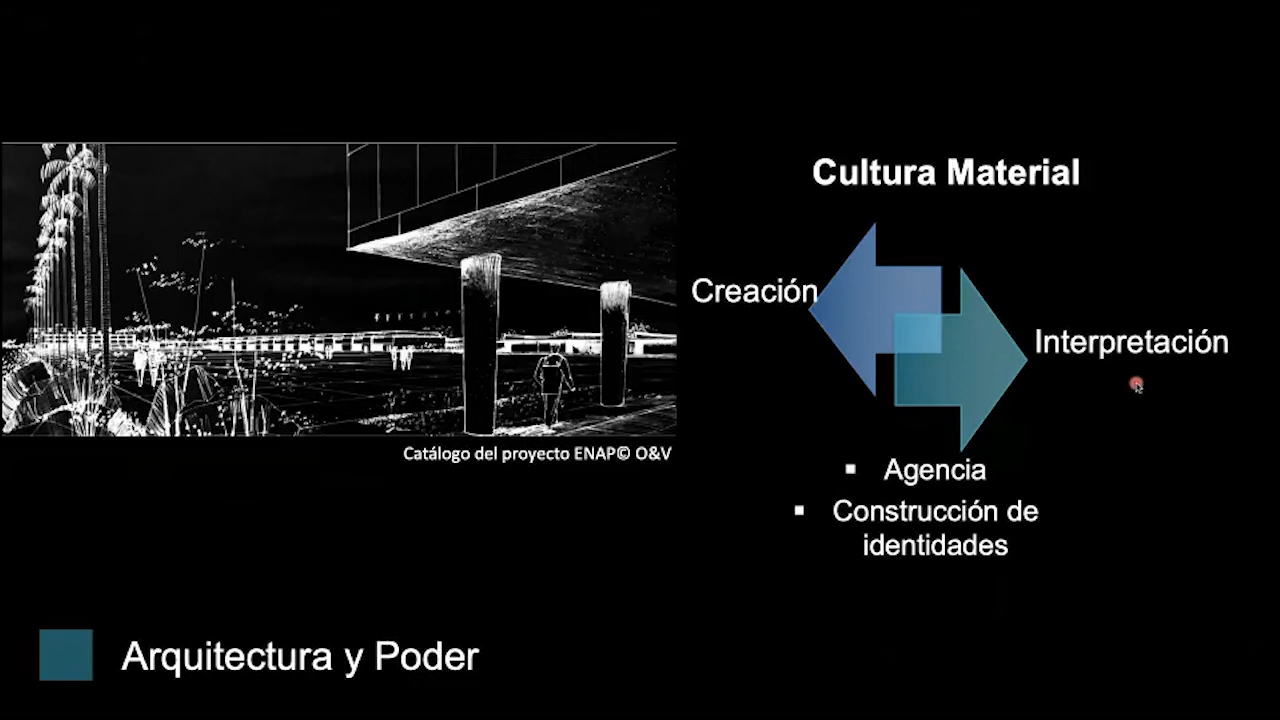 Cultura Material
Creación
Interpretación
Catálogo del proyecto ENAP© O&V
▪ Agencia
▪ Construcción de
identidades
Arquitectura y Poder